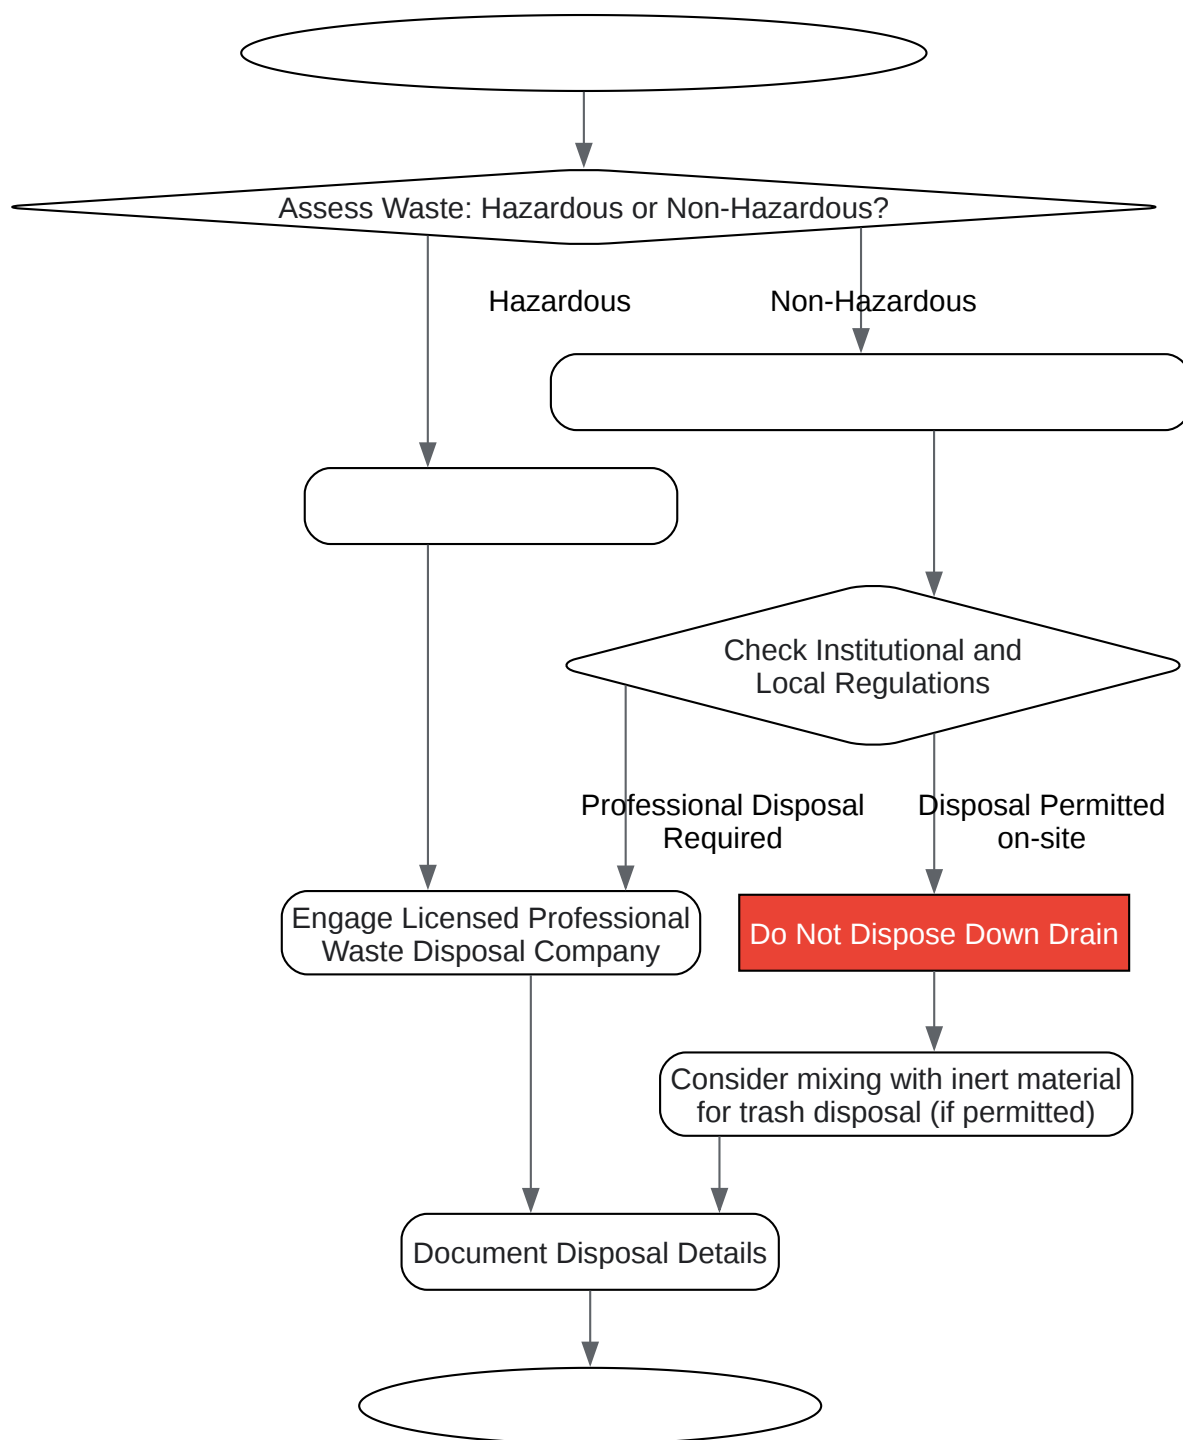 Assess Waste: Hazardous or Non-Hazardous?
Hazardous
Non-Hazardous
Check Institutional and
Local Regulations
Professional Disposal
Required
Disposal Permitted
on-site
Engage Licensed Professional
Waste Disposal Company
Do Not Dispose Down Drain
Consider mixing with inert material
for trash disposal (if permitted)
Document Disposal Details